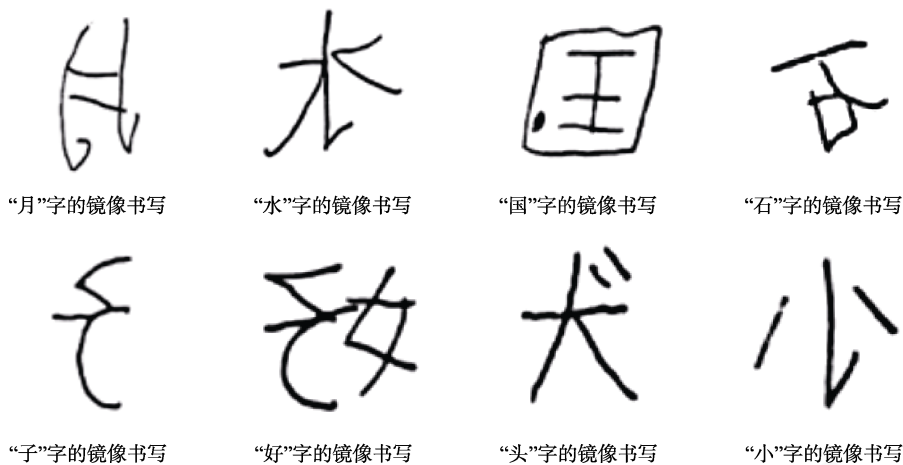 “月”字的镜像书写
“水”字的镜像书写
“国”字的镜像书写
“石”字的镜像书写
“子”字的镜像书写
“好”字的镜像书写
“头”字的镜像书写
“小”字的镜像书写